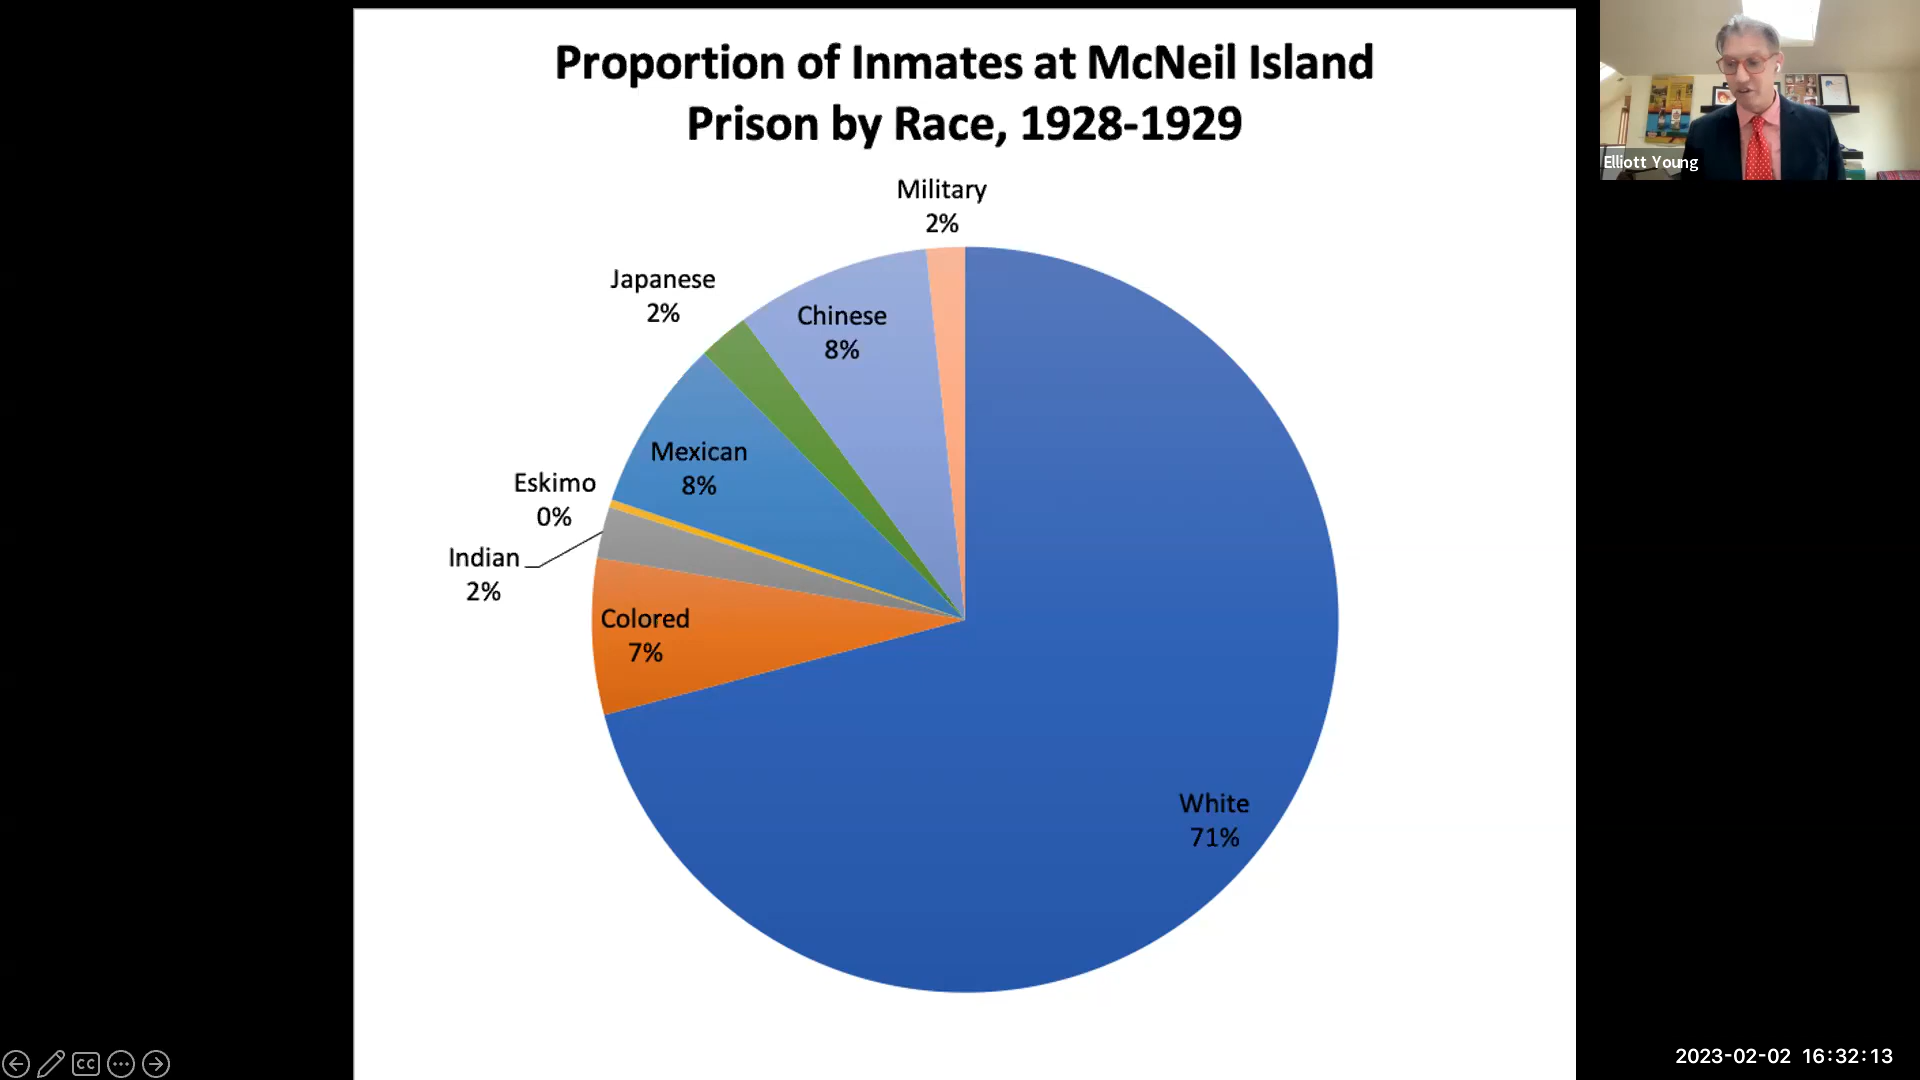 Proportion of Inmates at McNeil Island
Prison by Race, 1928-1929
Military
2%
Japanese
2%
Chinese
8%
Mexican
8%
Eskimo
0%
Indian
2%
Colored
7%
White
71%
Elliott Young
CC
2023-02-02 16:32:13